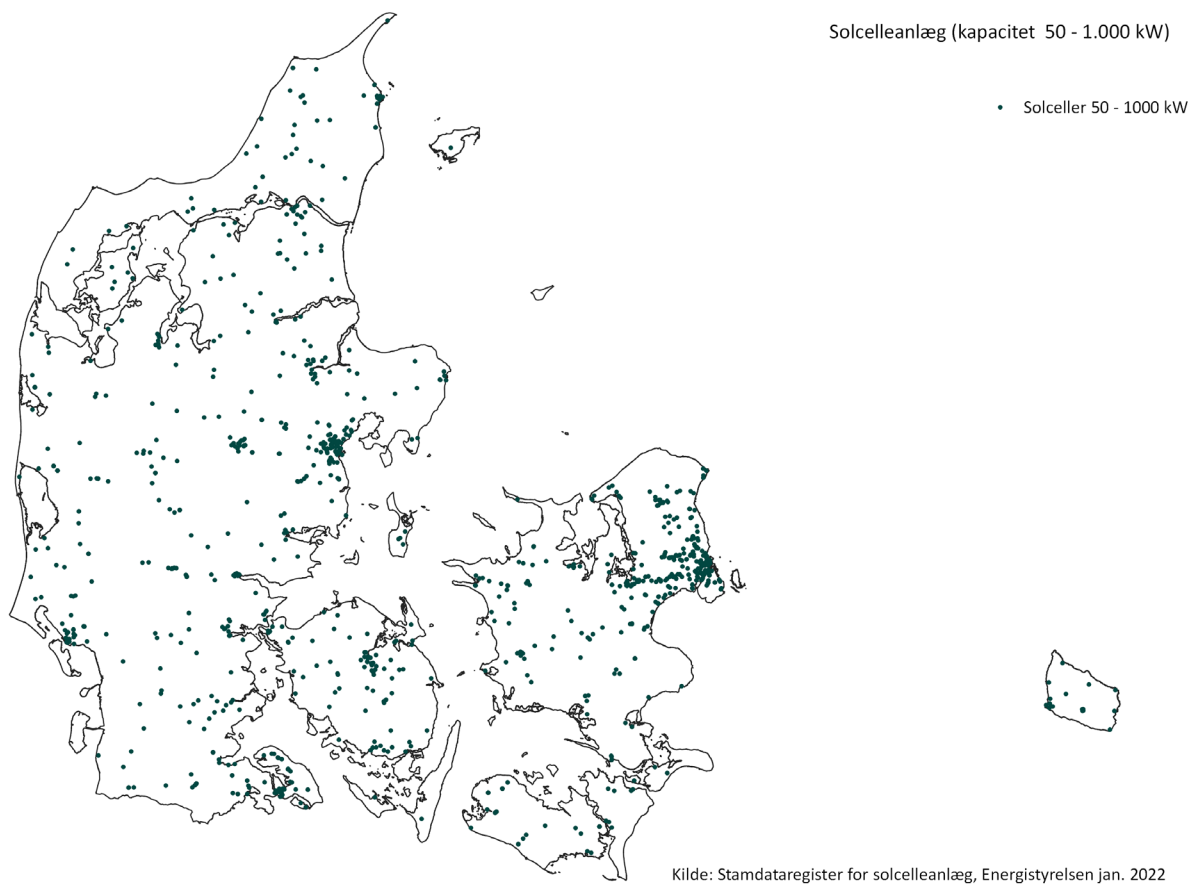 Solcelleanlæg (kapacitet  50 - 1.000 kW)
Solceller 50 - 1000 kW
Kilde: Stamdataregister for solcelleanlæg, Energistyrelsen jan. 2022